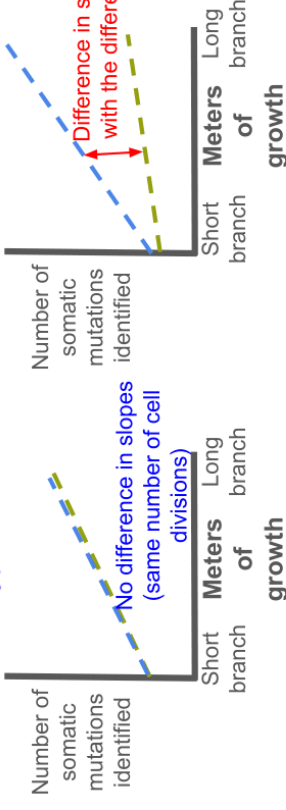 Number of
somatic
mutations
identified
No difference in slopes
(same number of cell
divisions)
Short
branch
Meters
of
growth
Long
branch
Number of
somatic
mutations
identified
Difference in
with the
Short
branch
Meters
of
growth
Long
branch